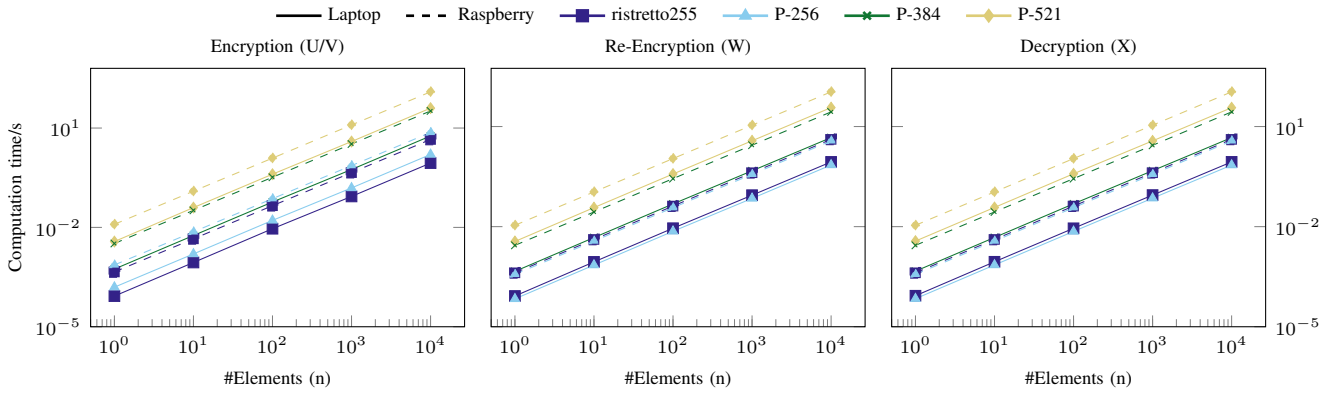 Laptop Raspberry ristretto255 P-256 P-384 P-521
Encryption (U/V) Re-Encryption (W) Decryption (X)
Computation time/s
10^1 10^1
10^−2 10^−2
10^−5 10^−5
10^0 10^1 10^2 10^3 10^4 10^0 10^1 10^2 10^3 10^4 10^0 10^1 10^2 10^3 10^4
#Elements (n) #Elements (n) #Elements (n)